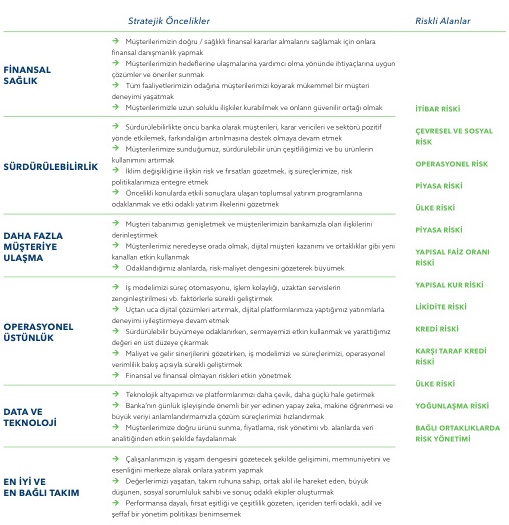 Stratejik Öncelikler
Riskli Alanlar
FİNANSAL
SAĞLIK
→ Müşterilerimizin doğru / sağlıklı finansal kararlar almalarını sağlamak için onlara
finansal danışmanlık yapmak
→ Müşterilerimizin hedeflerine ulaşmalarına yardımcı olma yönünde ihtiyaçlarına uygun
çözümler ve öneriler sunmak
→ Tüm faaliyetlerimizin odağına müşterilerimizi koyarak mükemmel bir müşteri
deneyimi yaşatmak
→ Müşterilerimizle uzun soluklu ilişkiler kurabilmek ve onların güvenilir ortağı olmak
SÜRDÜRÜLEBİLİRLİK
→ Sürdürülebilirlikte öncü banka olarak müşterileri, karar vericileri ve sektörü pozitif
yönde etkilemek, farkındalığın artırılmasına destek olmaya devam etmek
→ Müşterilerimize sunduğumuz, sürdürülebilir ürün çeşitliliğimizi ve bu ürünlerin
kullanımını artırmak
→ İklim değişikliğine ilişkin risk ve fırsatları gözetmek, iş süreçlerimize, risk
politikalarımıza entegre etmek
→ Öncelikli konularda etkili sonuçlara ulaşan toplumsal yatırım programlarına
odaklanmak ve etki odaklı yatırım ilkelerini gözetmek
DAHA FAZLA
MÜŞTERİYE
ULAŞMA
→ Müşteri tabanımızı genişletmek ve müşterilerimizin bankamızla olan ilişkilerini
derinleştirmek
→ Müşterilerimiz neredeyse orada olmak, dijital müşteri kazanımı ve ortaklıklar gibi yeni
kanalları etkin kullanmak
→ Odaklandığımız alanlarda, risk-maliyet dengesini gözeterek büyümek
OPERASYONEL
ÜSTÜNLÜK
→ İş modelimizi süreç otomasyonu, işlem kolaylığı, uzaktan servislerin
zenginleştirilmesi vb. faktörlerle sürekli geliştirmek
→ Uçtan uca dijital çözümleri artırmak, dijital platformlarımıza yaptığımız yatırımlarla
deneyimi iyileştirmeye devam etmek
→ Sürdürülebilir büyümeye odaklanırken, sermayemizi etkin kullanmak ve yarattığımız
değeri en üst düzeye çıkarmak
→ Maliyet ve gelir sinerjilerini gözetirken, iş modelimizi ve süreçlerimizi, operasyonel
verimlilik bakış açısıyla sürekli geliştirmek
→ Finansal ve finansal olmayan riskleri etkin yönetmek
DATA VE
TEKNOLOJİ
→ Teknolojik altyapımızı ve platformlarımızı daha çevik, daha güçlü hale getirmek
→ Banka'nın günlük işleyişinde önemli bir yer edinen yapay zeka, makine öğrenmesi ve
büyük veriyi anlamlandırmamızla çözüm süreçlerimizi hızlandırmak
→ Müşterilerimize doğru ürünü sunma, fiyatlama, risk yönetimi vb. alanlarda veri
analitiğinden etkin şekilde faydalanmak
EN İYİ VE
EN BAĞLI TAKIM
→ Çalışanlarımızın iş yaşam dengesini gözetecek şekilde gelişimini, memnuniyetini ve
esenliğini merkeze alarak onlara yatırım yapmak
→ Değerlerimizi yaşatan, takım ruhuna sahip, ortak akıl ile hareket eden, büyük
düşünen, sosyal sorumluluk sahibi ve sonuç odaklı ekipler oluşturmak
→ Performansa dayalı, fırsat eşitliği ve çeşitlilik gözeten, içeriden terfi odaklı, adil ve
şeffaf bir yönetim politikası benimsemek
İTİBAR RİSKİ
ÇEVRESEL VE SOSYAL
RİSK
OPERASYONEL RİSK
PİYASA RİSKİ
ÜLKE RİSKİ
PİYASA RİSKİ
YAPISAL FAİZ ORANI
RİSKİ
YAPISAL KUR RİSKİ
LİKİDİTE RİSKİ
KREDİ RİSKİ
KARŞI TARAF KREDİ
RİSKİ
ÜLKE RİSKİ
YOĞUNLAŞMA RİSKİ
BAĞLI ORTAKLIKLARDA
RİSK YÖNETİMİ